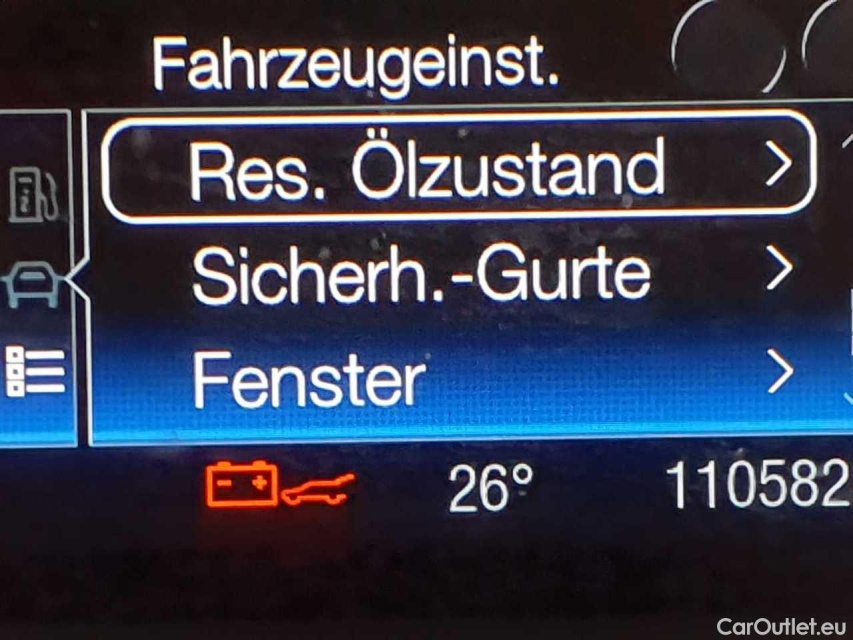 Fahrzeugeinst.
Res. Ölzustand
Sicherh.-Gurte
Fenster
26° 110582
CarOutlet.eu